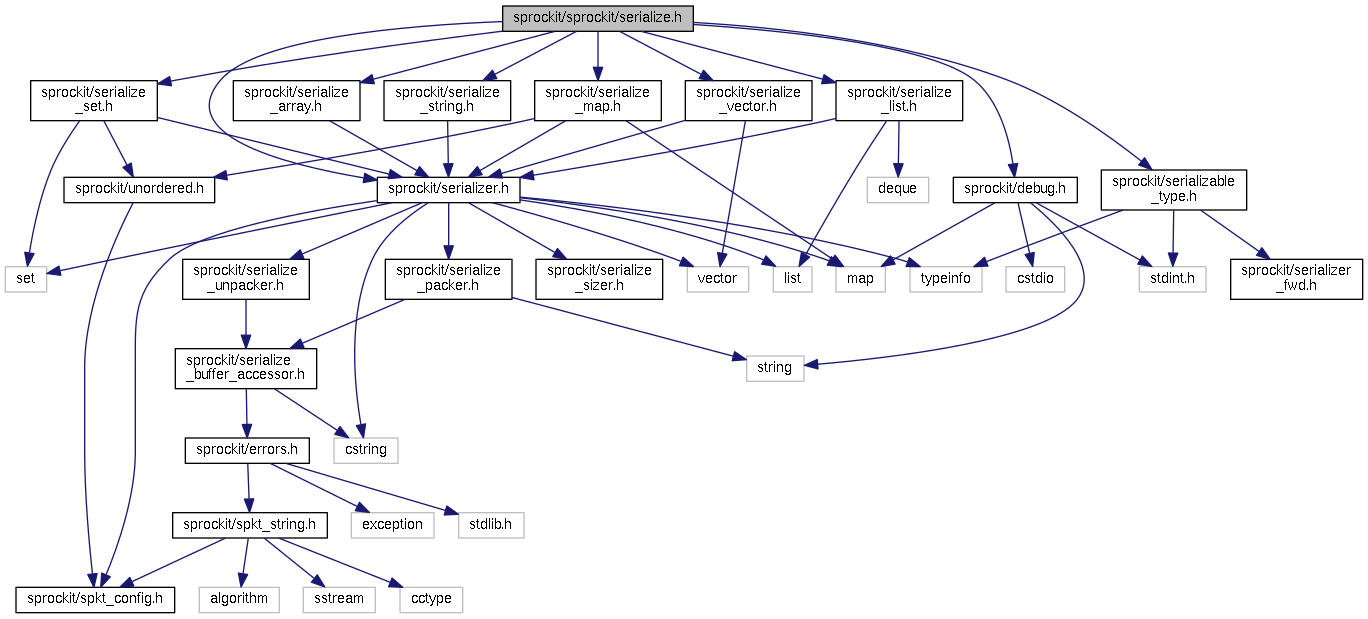 sprockit/sprockit/serialize.h
sprockit/serialize
_set.h
sprockit/serialize
_array.h
sprockit/serialize
_string.h
sprockit/serialize
_map.h
sprockit/serialize
_vector.h
sprockit/serialize
_list.h
sprockit/unordered.h
sprockit/serializer.h
deque
sprockit/debug.h
sprockit/serializable
_type.h
set
sprockit/serialize
_unpacker.h
sprockit/serialize
_packer.h
sprockit/serialize
_sizer.h
vector
list
map
typeinfo
cstdio
stdint.h
sprockit/serializer
_fwd.h
sprockit/serialize
_buffer_accessor.h
string
sprockit/errors.h
cstring
sprockit/spkt_string.h
exception
stdlib.h
sprockit/spkt_config.h
algorithm
sstream
cctype